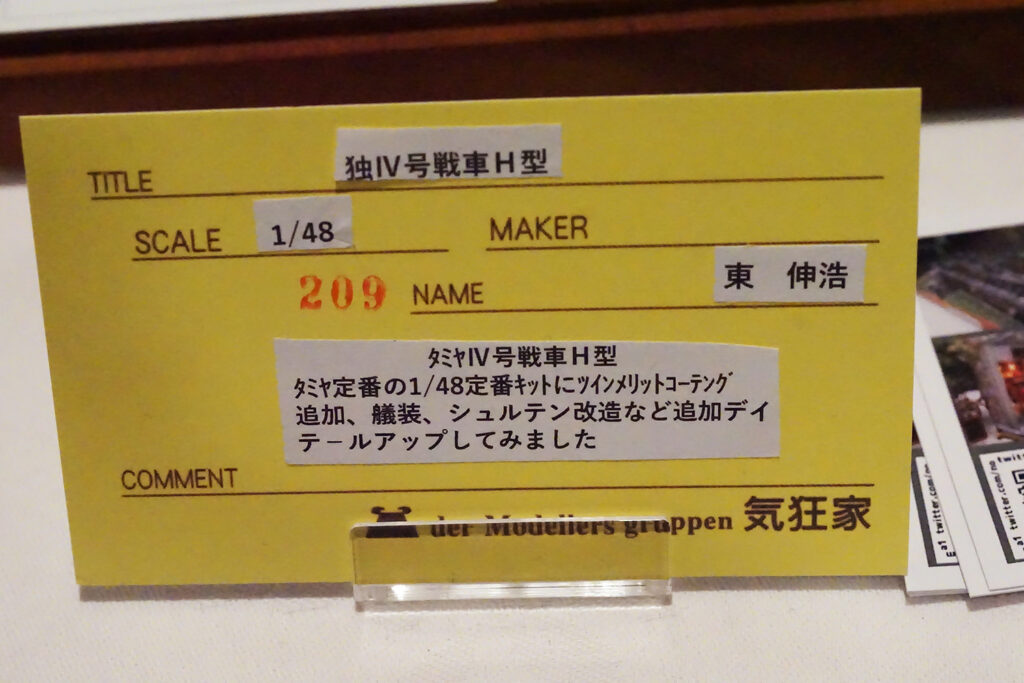 TITLE 独Ⅳ号戦車H型
SCALE 1/48 MAKER
209 NAME 東 伸浩
ﾀﾐﾔⅣ号戦車H型
ﾀﾐﾔ定番の1/48定番ｷｯﾄにﾂｲﾝﾒﾘｯﾄｺｰﾃﾝｸﾞ
追加、艤装、シュルテン改造など追加デイ
テールアップしてみました
COMMENT
der Modellers gruppen 気狂家
twitter.com/
twitter.com/